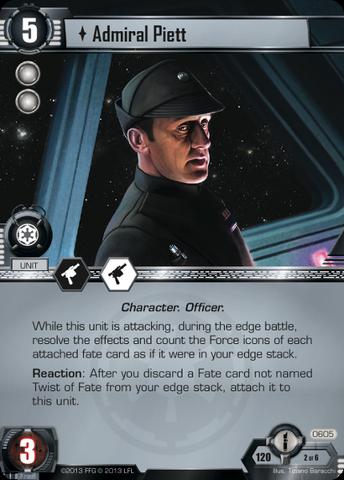 5
Admiral Piett
UNIT
Character. Officer.
While this unit is attacking, during the edge battle,
resolve the effects and count the Force icons of each
attached fate card as if it were in your edge stack.
Reaction: After you discard a Fate card not named
Twist of Fate from your edge stack, attach it to
this unit.
0605
3
120
2 of 6
©2013 FFG © 2013 LFL
Illus. Tiziano Baracchi